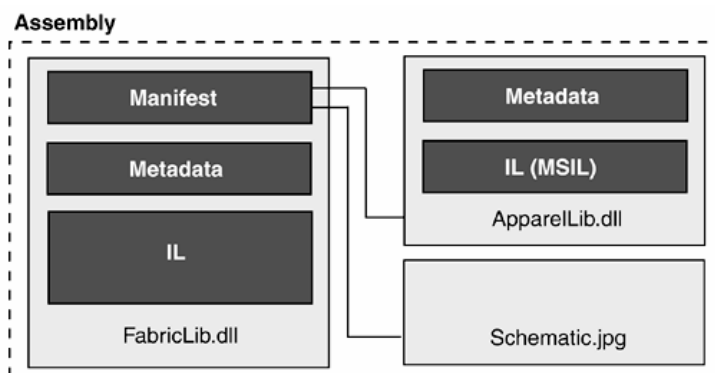 Assembly
Manifest
Metadata
IL
FabricLib.dll
Metadata
IL (MSIL)
ApparelLib.dll
Schematic.jpg